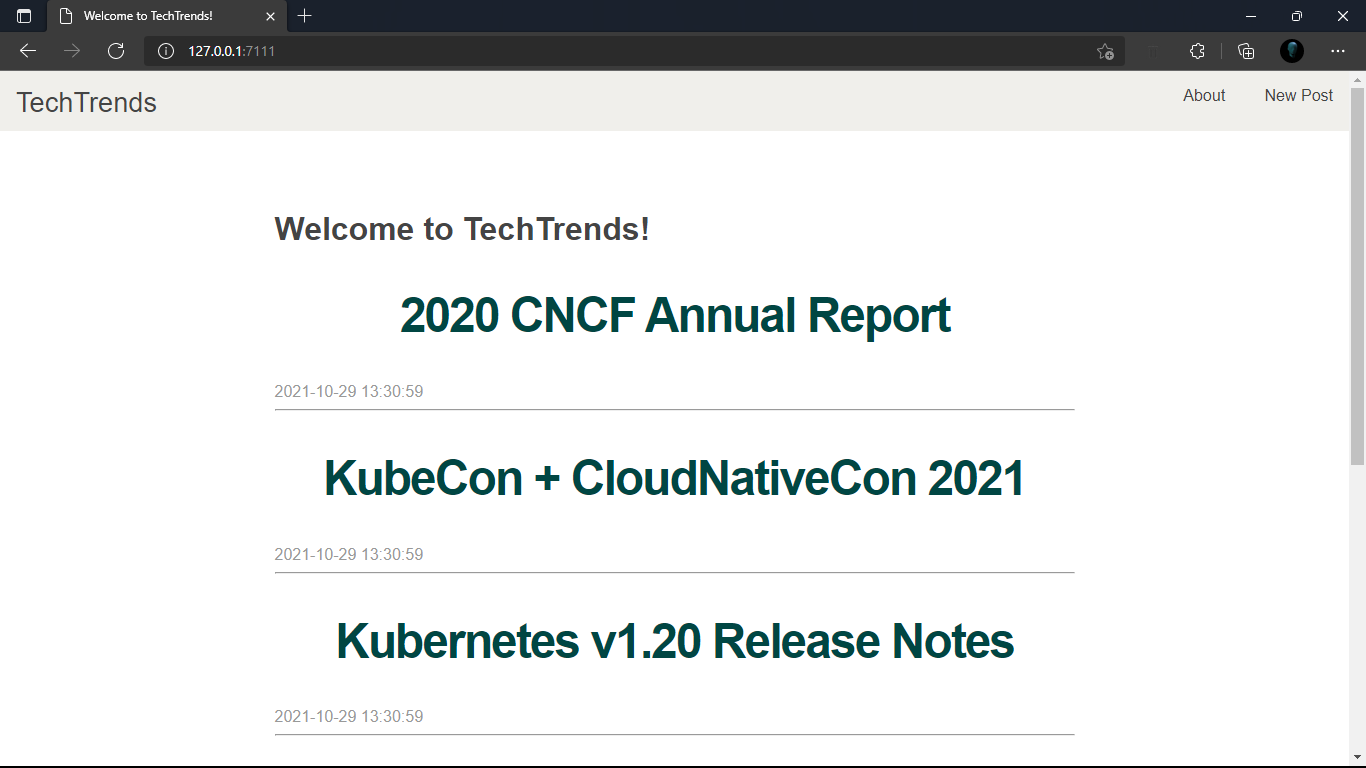 Welcome to TechTrends!
127.0.0.1:7111
TechTrends
About
New Post
Welcome to TechTrends!
2020 CNCF Annual Report
2021-10-29 13:30:59
KubeCon + CloudNativeCon 2021
2021-10-29 13:30:59
Kubernetes v1.20 Release Notes
2021-10-29 13:30:59